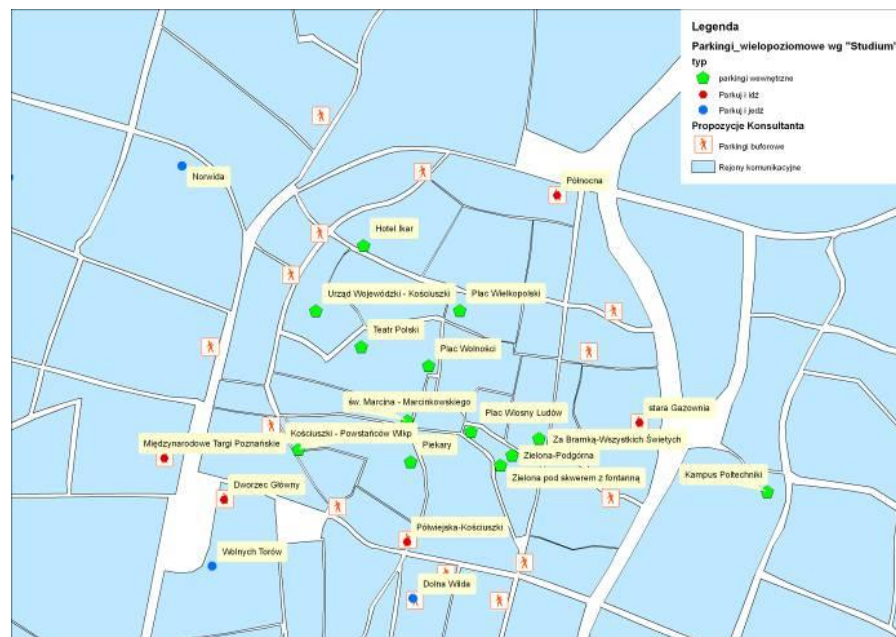 Legenda
Parkingi_wielopoziomowe wg "Studium"
typ
parkingi wewnętrzne
Parkuj i idź
Parkuj i jedź
Propozycje Konsultanta
Parkingi buforowe
Rejony komunikacyjne
Norwida
Północna
Hotel Ikar
Urząd Wojewódzki - Kościuszki
Plac Wielkopolski
Teatr Polski
Plac Wolności
św. Marcina - Marcinkowskiego
Plac Wiosny Ludów
stara Gazownia
Międzynarodowe Targi Poznańskie
Kościuszki - Powstańców Wlkp
Za Bramką-Wszystkich Świetych
Piekary
Zielona-Podgórna
Zielona pod skwerem z fontanną
Kampus Poltechniki
Dworzec Główny
Półwiejska-Kościuszki
Wolnych Torów
Dolna Wilda